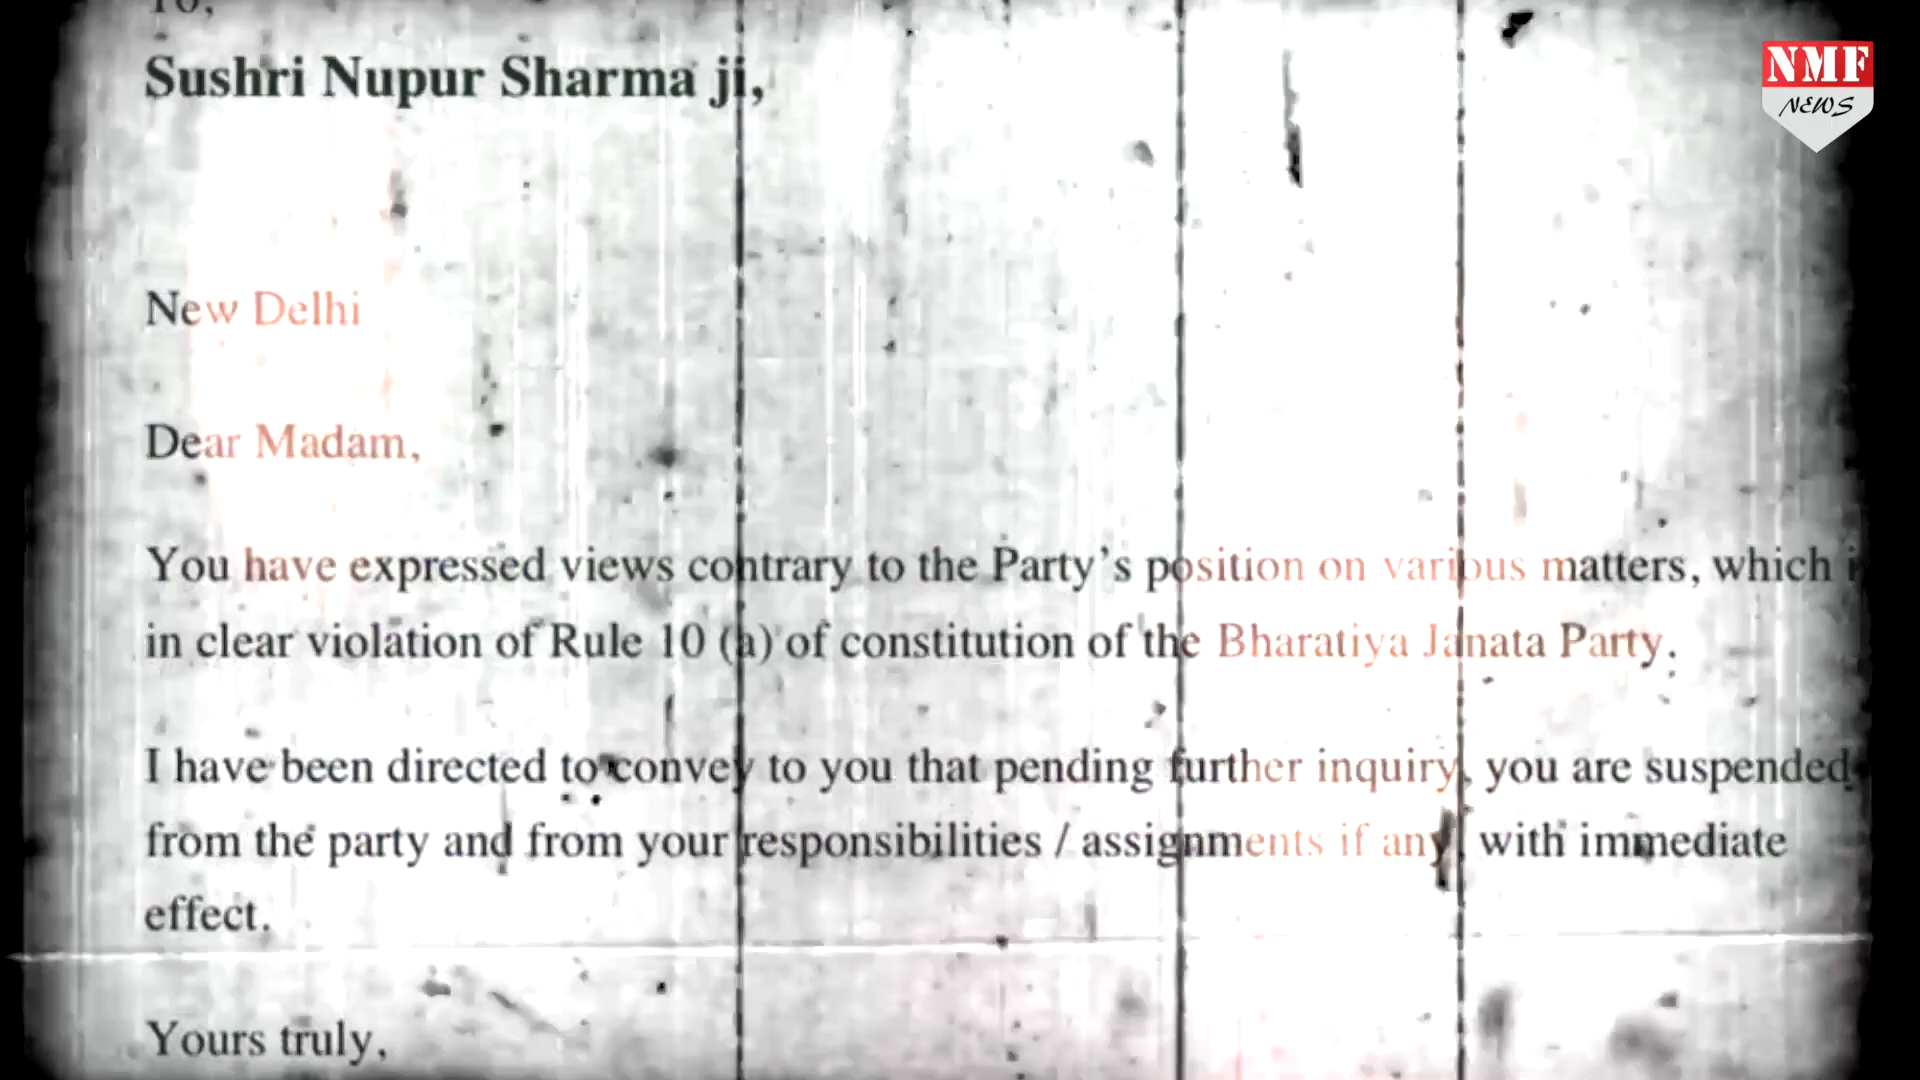 Sushri Nupur Sharma ji,
NMF
NEWS
New Delhi
Dear Madam,
You have expressed views contrary to the Party's position on various matters, which
in clear violation of Rule 10 (a) of constitution of the Bharatiya Janata Party.
I have been directed to convey to you that pending further inquiry, you are suspended
from the party and from your responsibilities / assignments if any, with immediate
effect.
Yours truly,